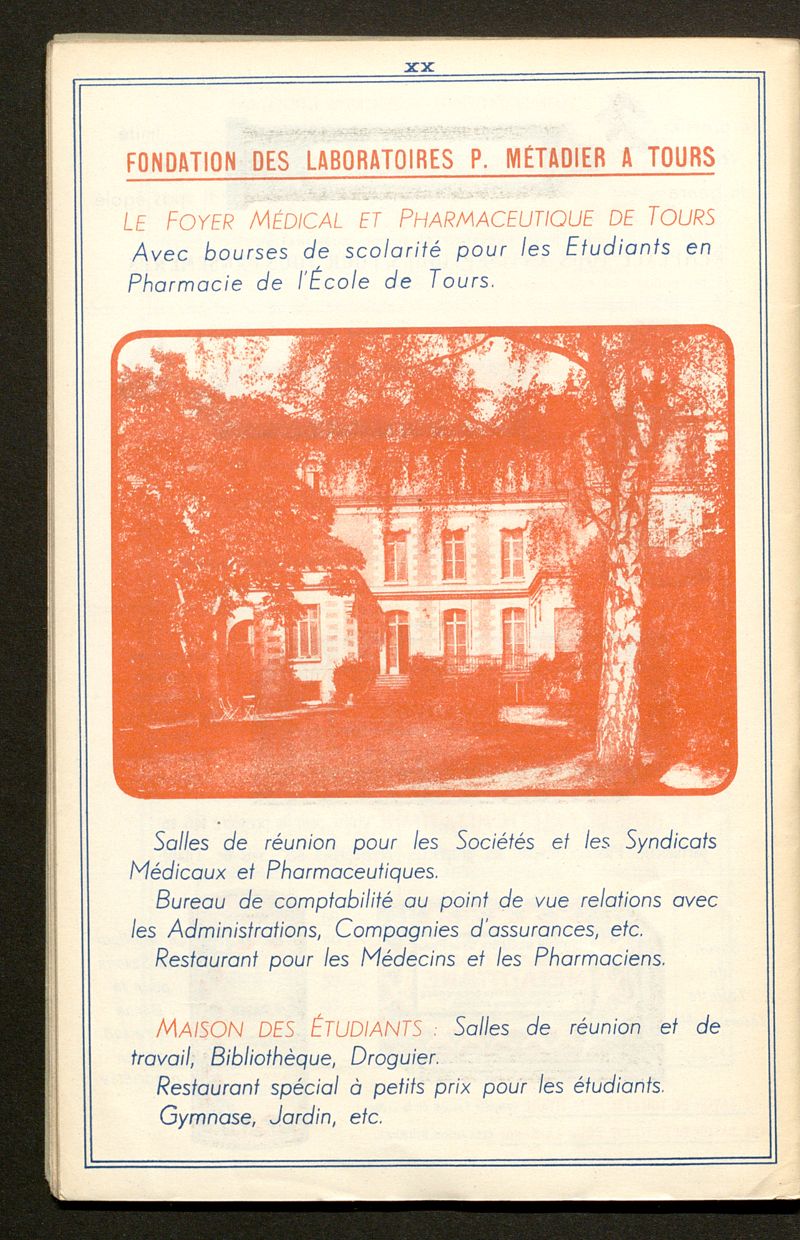 XX
FONDATION DES LABORATOIRES P. MÉTADIER A TOURS
LE FOYER MÉDICAL ET PHARMACEUTIQUE DE TOURS
Avec bourses de scolarité pour les Etudiants en
Pharmacie de l'École de Tours.
Salles de réunion pour les Sociétés et les Syndicats
Médicaux et Pharmaceutiques.
Bureau de comptabilité au point de vue relations avec
les Administrations, Compagnies d'assurances, etc.
Restaurant pour les Médecins et les Pharmaciens.
MAISON DES ÉTUDIANTS : Salles de réunion et de
travail, Bibliothèque, Droguier.
Restaurant spécial à petits prix pour les étudiants.
Gymnase, Jardin, etc.